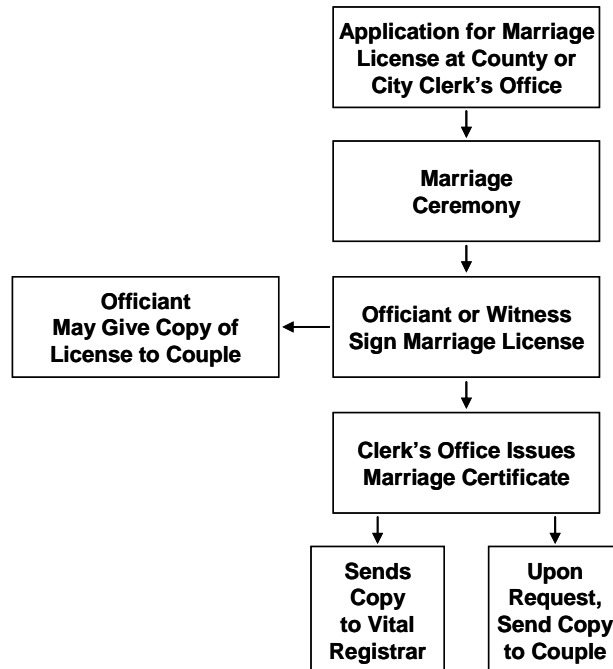 Application for Marriage
License at County or
City Clerk's Office
Marriage
Ceremony
Officiant
May Give Copy of
License to Couple
Officiant or Witness
Sign Marriage License
Clerk's Office Issues
Marriage Certificate
Sends
Copy
to Vital
Registrar
Upon
Request,
Send Copy
to Couple